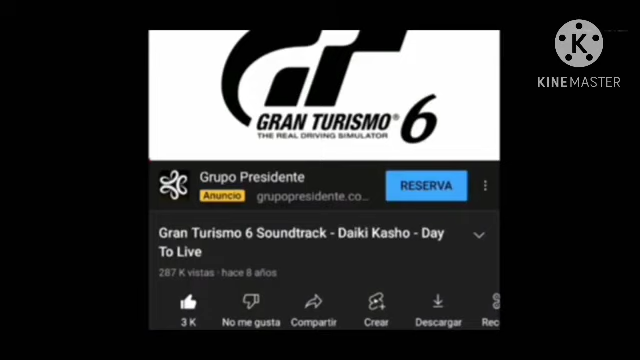 GRAN TURISMO® 6
THE REAL DRIVING SIMULATOR
K
KINEMASTER
Grupo Presidente
Anuncio grupopresidente.co...
RESERVA
Gran Turismo 6 Soundtrack - Daiki Kasho - Day
To Live
287 K vistas · hace 8 años
3 K
No me gusta
Compartir
Crear
Descargar
Rec